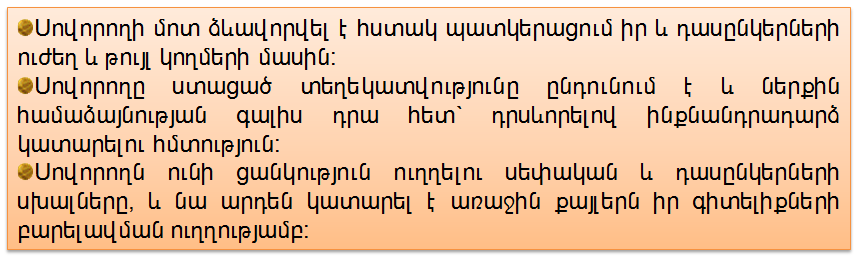 Սովորողի մոտ ձևավորվել է հստակ պատկերացում իր և դասընկերների
ուժեղ և թույլ կողմերի մասին:
Սովորողը ստացած տեղեկատվությունը ընդունում է և ներքին
համաձայնության գալիս դրա հետ՝ դրսևորելով ինքնանդրադարձ
կատարելու հմտություն:
Սովորողն ունի ցանկություն ուղղելու սեփական և դասընկերների
սխալները, և նա արդեն կատարել է առաջին քայլերն իր գիտելիքների
բարելավման ուղղությամբ: